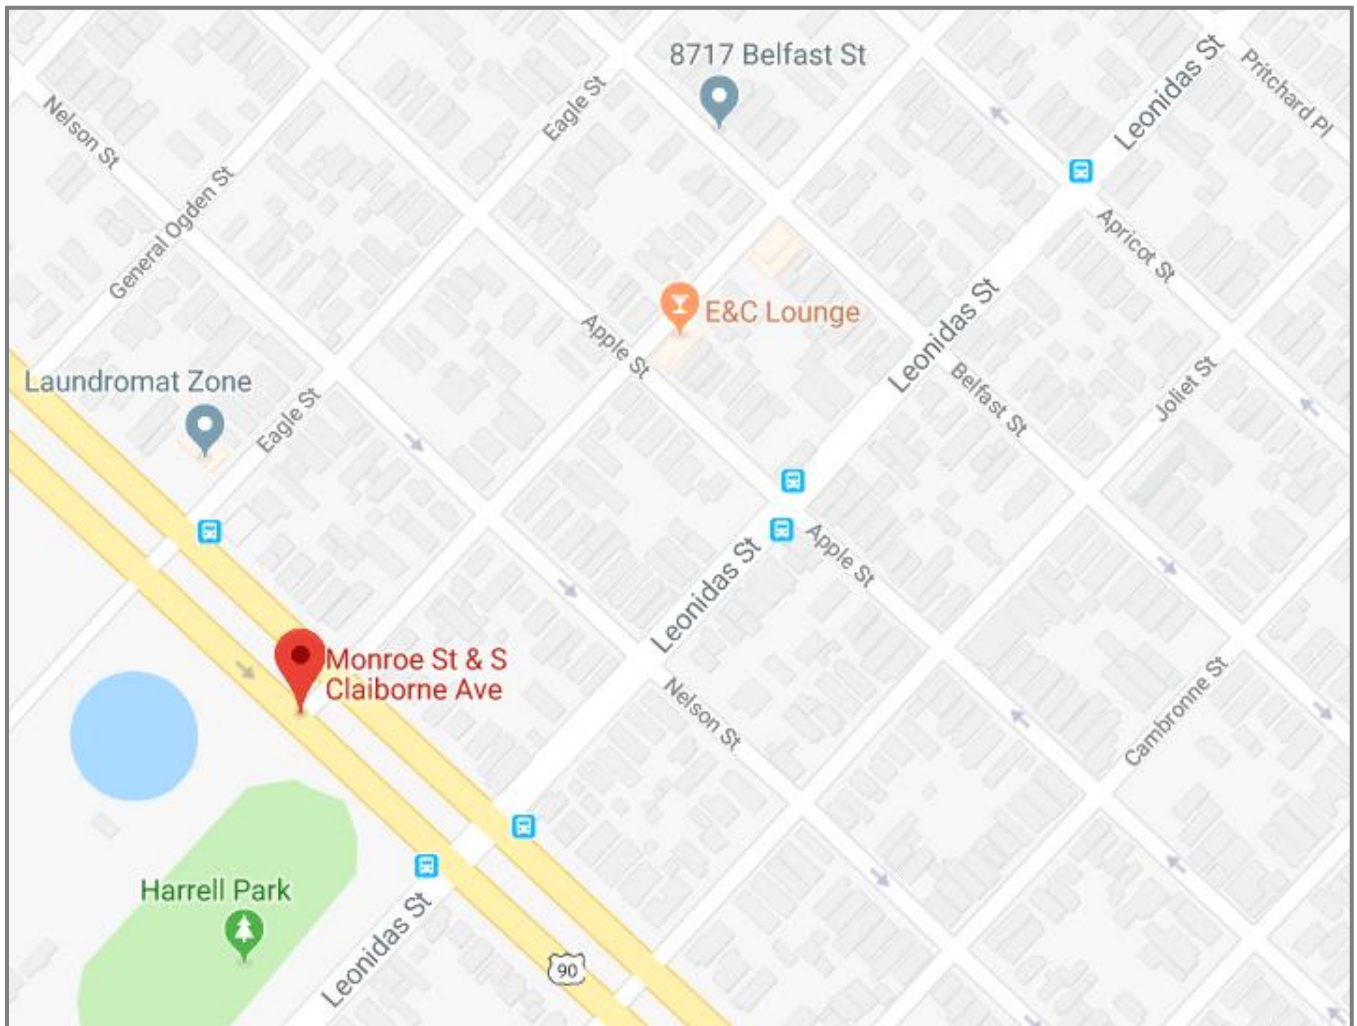 8717 Belfast St
Leonidas St
Pritchard Pl
Eagle St
Nelson St
General Ogden St
Apricot St
Leonidas St
E&C Lounge
Apple St
Joliet St
Belfast St
Laundromat Zone
Eagle St
Apple St
Leonidas St
Monroe St & S
Claiborne Ave
Nelson St
Cambronne St
Harrell Park
Leonidas St
90